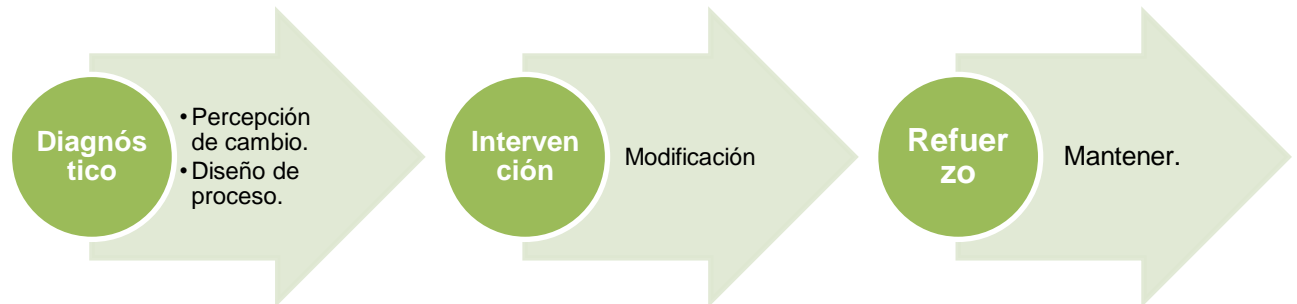 Diagnós
tico
• Percepción
de cambio.
• Diseño de
proceso.
Interven
ción
Modificación
Refuer
zo
Mantener.